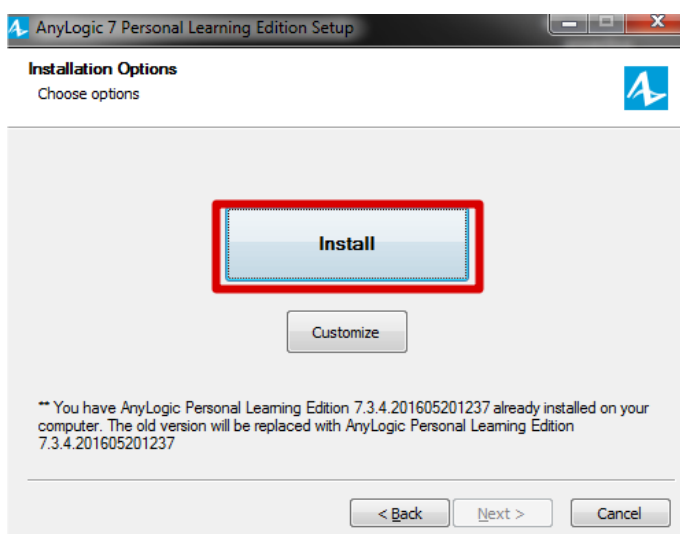 AnyLogic 7 Personal Learning Edition Setup
Installation Options
Choose options
Install
Customize
** You have AnyLogic Personal Learning Edition 7.3.4.201605201237 already installed on your
computer. The old version will be replaced with AnyLogic Personal Learning Edition
7.3.4.201605201237
< Back Next > Cancel